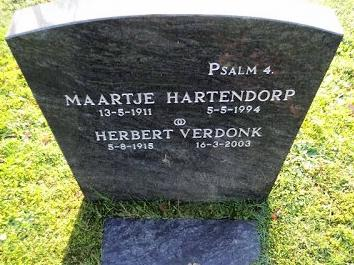 PSALM 4.
MAARTJE HARTENDORP
13-5-1911 5-5-1994
HERBERT VERDONK
5-8-1915 16-3-2003